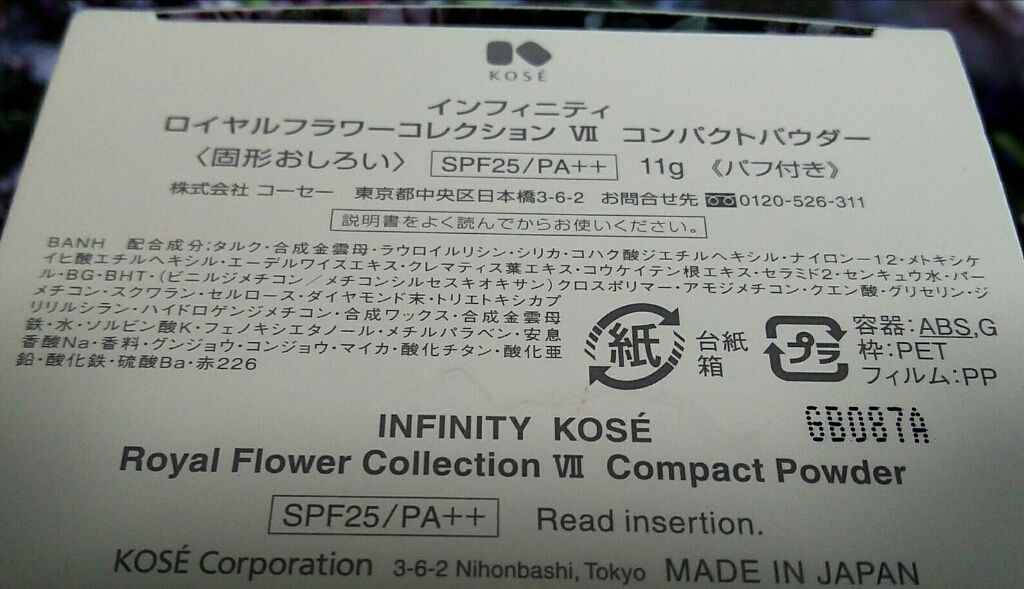 KOSÉ
インフィニティ
ロイヤルフラワーコレクション Ⅶ コンパクトパウダー
〈固形おしろい〉 SPF25/PA++ 11g 《パフ付き》
株式会社 コーセー 東京都中央区日本橋3-6-2 お問合せ先 0120-526-311
説明書をよく読んでからお使いください。
BANH 配合成分:タルク・合成金雲母・ラウロイルリシン・シリカ・コハク酸ジエチルヘキシル・ナイロン-12・メトキシケ
イヒ酸エチルヘキシル・エーデルワイスエキス・クレマティス葉エキス・コウケイテン根エキス・セラミド2・センキュウ水・パー
ル・BG・BHT・(ビニルジメチコン/メチコンシルセスキオキサン)クロスポリマー・アモジメチコン・クエン酸・グリセリン・ジ
メチコン・スクワラン・セルロース・ダイヤモンド末・トリエトキシカプ
リリルシラン・ハイドロゲンジメチコン・合成ワックス・合成金雲母
鉄・水・ソルビン酸K・フェノキシエタノール・メチルパラベン・安息
香酸Na・香料・グンジョウ・コンジョウ・マイカ・酸化チタン・酸化亜
鉛・酸化鉄・硫酸Ba・赤226
紙 台紙
箱
プラ 容器:ABS,G
枠:PET
フィルム:PP
GB087A
INFINITY KOSÉ
Royal Flower Collection Ⅶ Compact Powder
SPF25/PA++ Read insertion.
KOSÉ Corporation 3-6-2 Nihonbashi, Tokyo MADE IN JAPAN